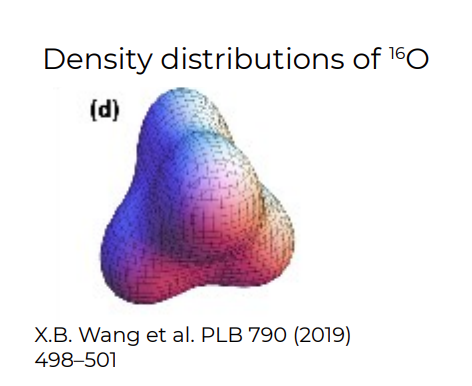 Density distributions of ¹⁶O
(d)
X.B. Wang et al. PLB 790 (2019)
498–501